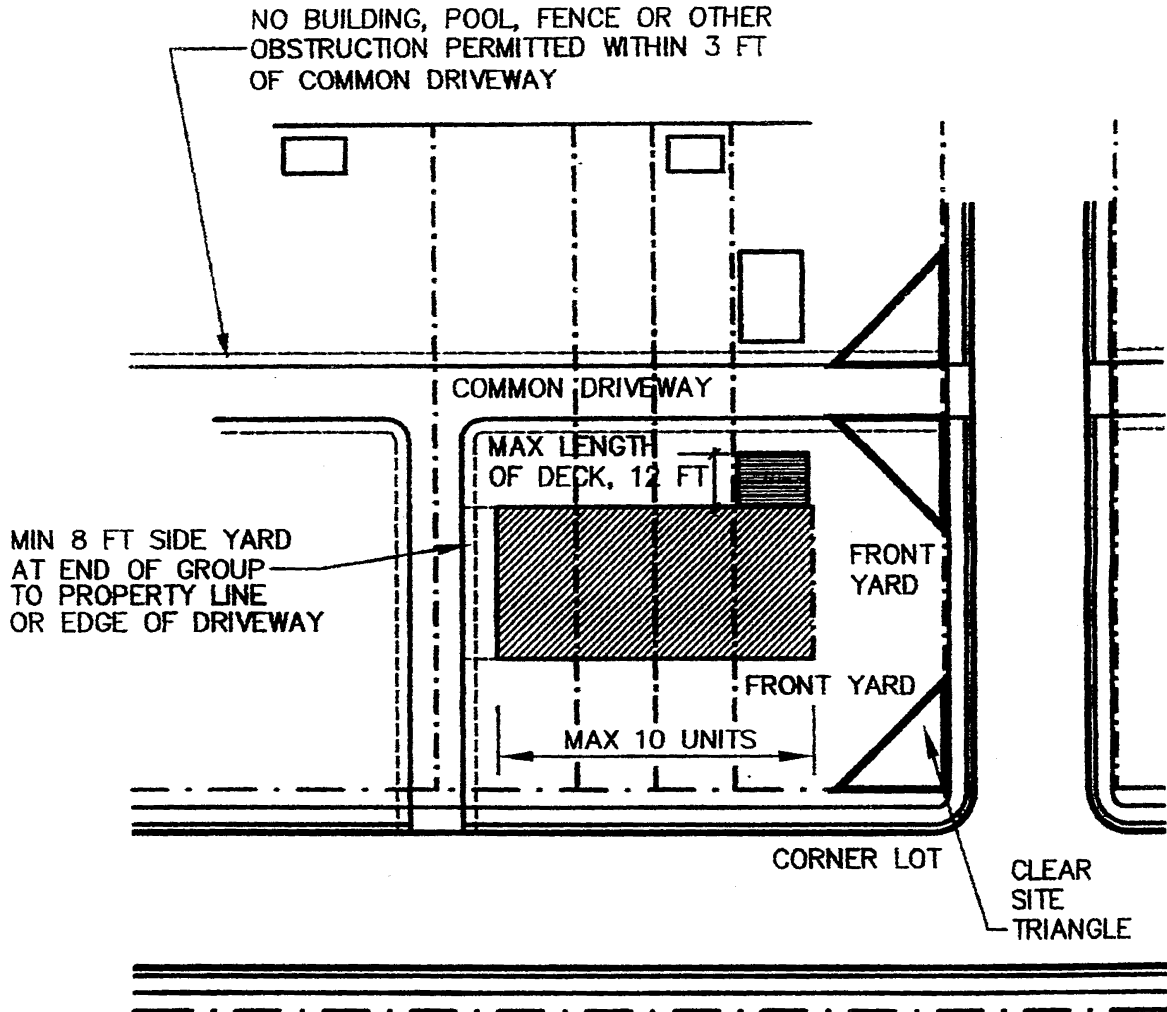 NO BUILDING, POOL, FENCE OR OTHER
OBSTRUCTION PERMITTED WITHIN 3 FT
OF COMMON DRIVEWAY
COMMON DRIVEWAY
MAX LENGTH
OF DECK, 12 FT
MIN 8 FT SIDE YARD
AT END OF GROUP
TO PROPERTY LINE
OR EDGE OF DRIVEWAY
FRONT
YARD
FRONT YARD
MAX 10 UNITS
CORNER LOT
CLEAR
SITE
TRIANGLE